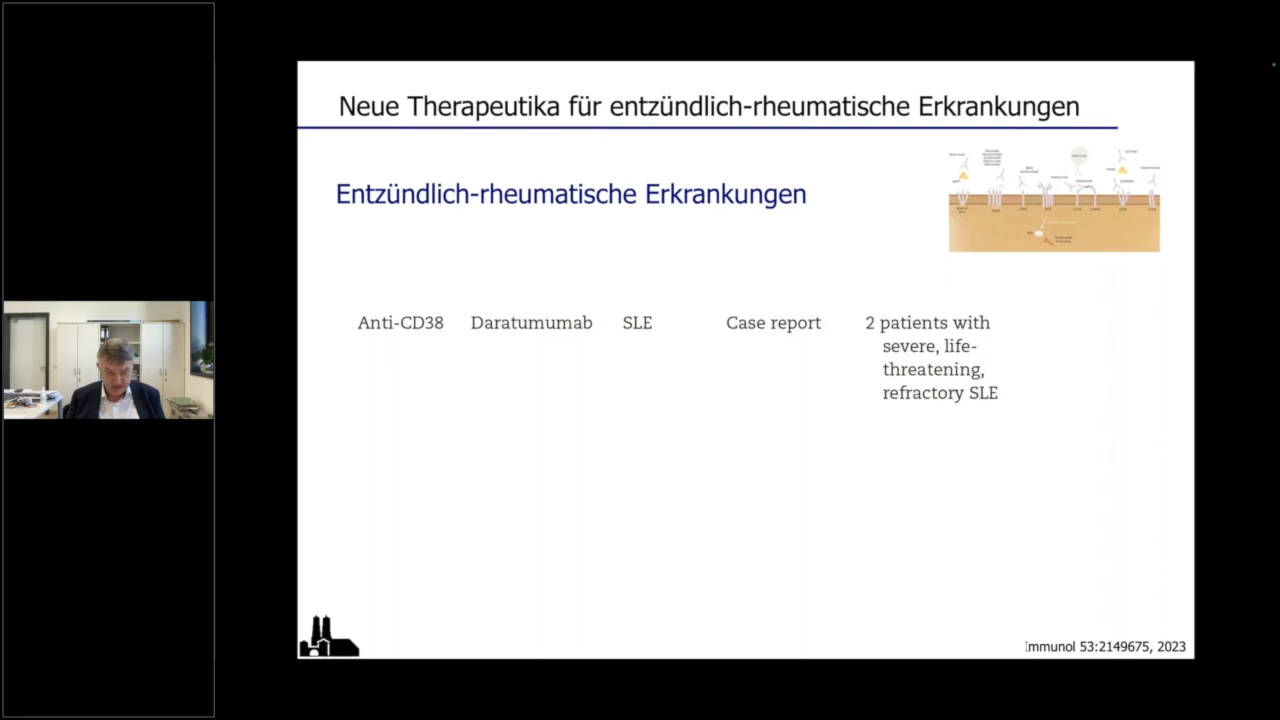 Neue Therapeutika für entzündlich-rheumatische Erkrankungen
Entzündlich-rheumatische Erkrankungen
Anti-CD38 Daratumumab SLE Case report 2 patients with
severe, life-
threatening,
refractory SLE
Immunol 53:2149675, 2023